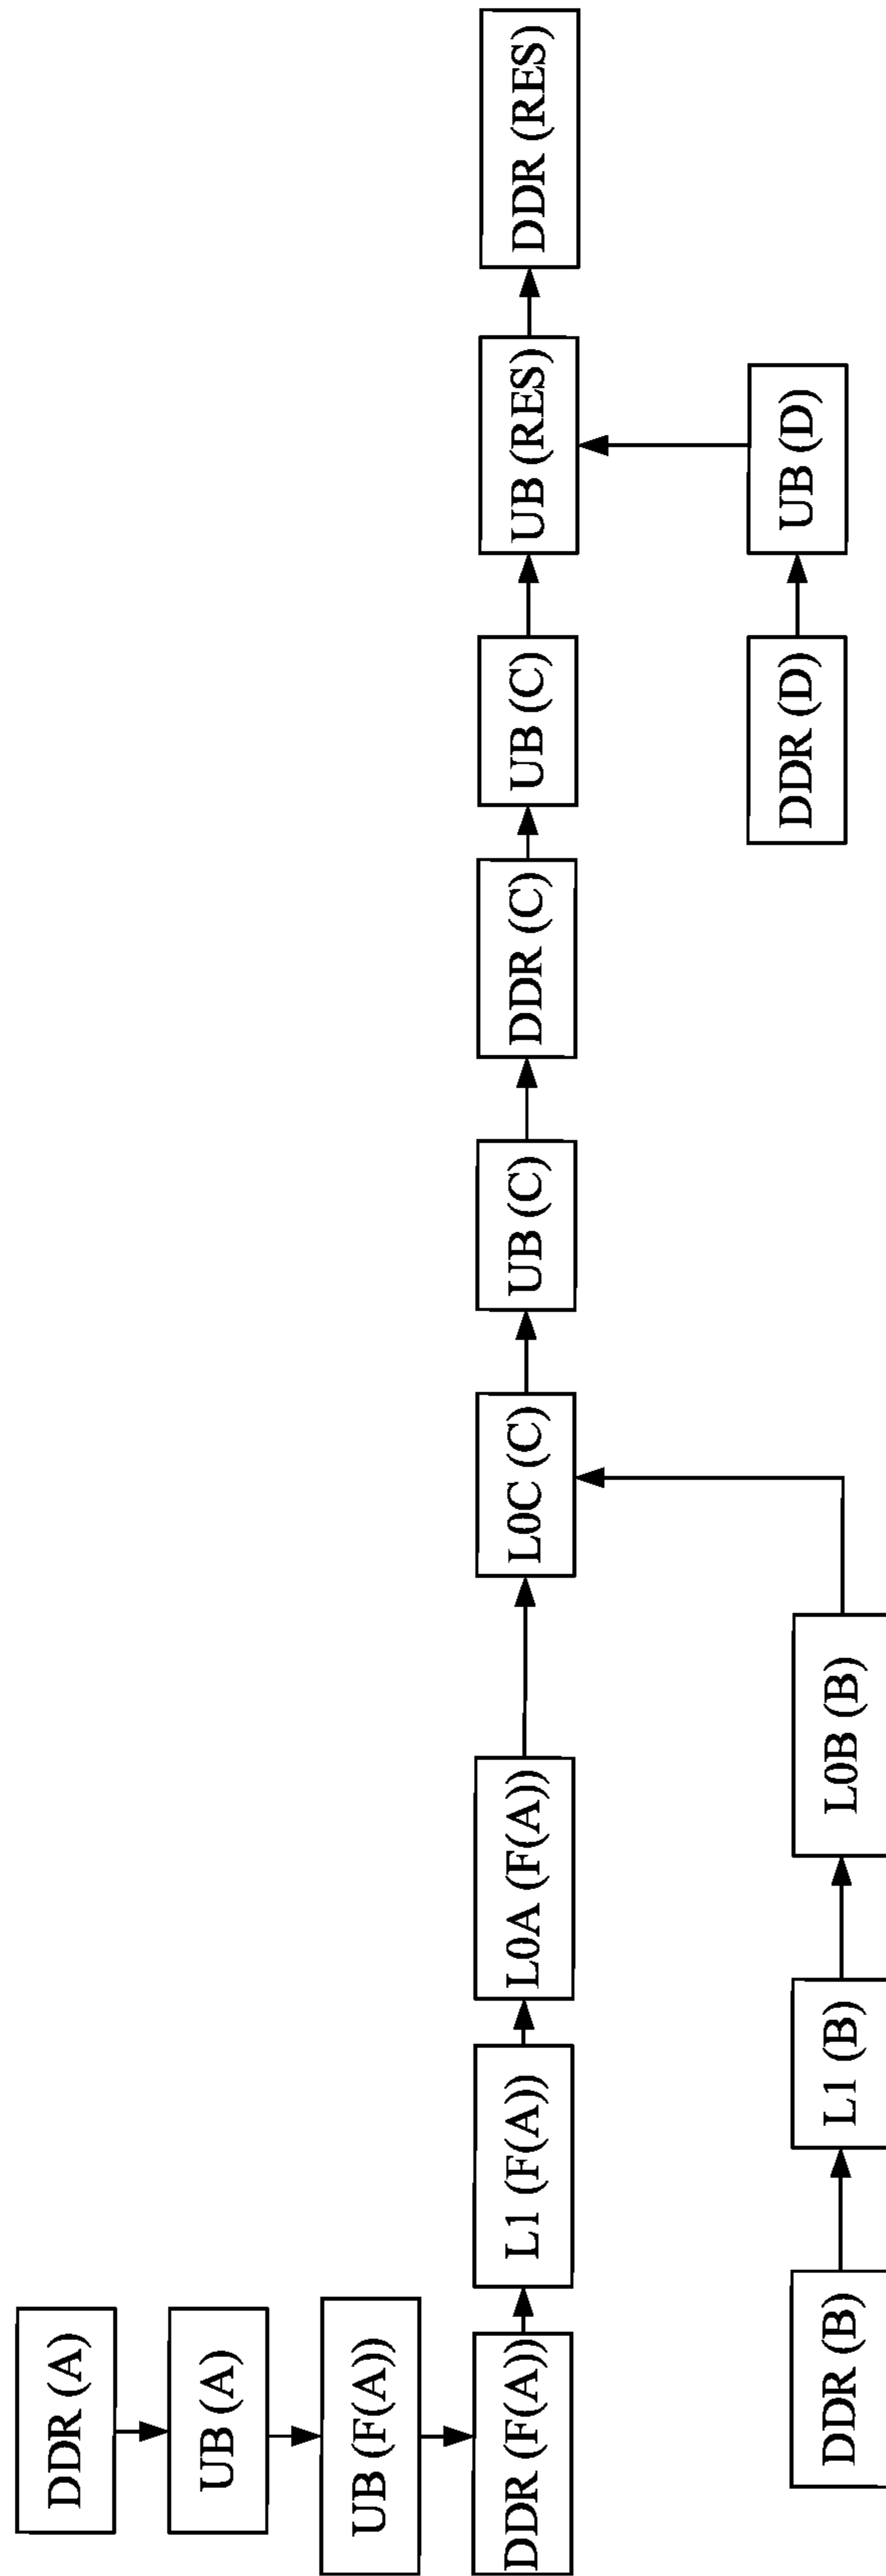 DDR (A)
UB (A)
UB (F(A))
DDR (F(A))
L1 (F(A))
L0A (F(A))
L0C (C)
UB (C)
DDR (C)
UB (C)
UB (RES)
DDR (RES)
DDR (D)
UB (D)
DDR (B)
L1 (B)
L0B (B)